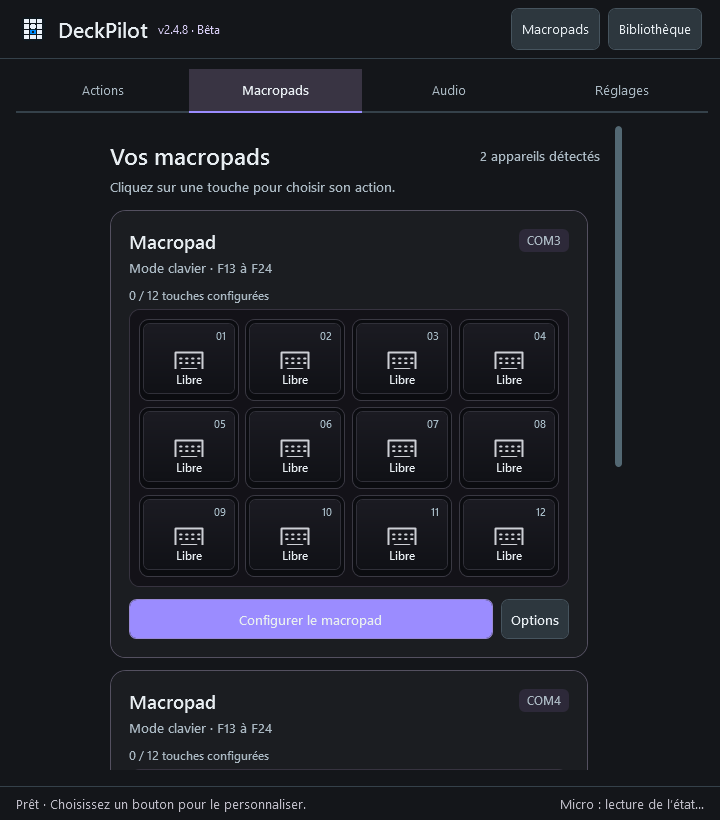 DeckPilot v2.4.8 · Bêta Macropads Bibliothèque
Actions Macropads Audio Réglages
Vos macropads 2 appareils détectés
Cliquez sur une touche pour choisir son action.
Macropad COM3
Mode clavier · F13 à F24
0 / 12 touches configurées
01 02 03 04
Libre Libre Libre Libre
05 06 07 08
Libre Libre Libre Libre
09 10 11 12
Libre Libre Libre Libre
Configurer le macropad Options
Macropad COM4
Mode clavier · F13 à F24
0 / 12 touches configurées
Prêt · Choisissez un bouton pour le personnaliser. Micro : lecture de l'état...